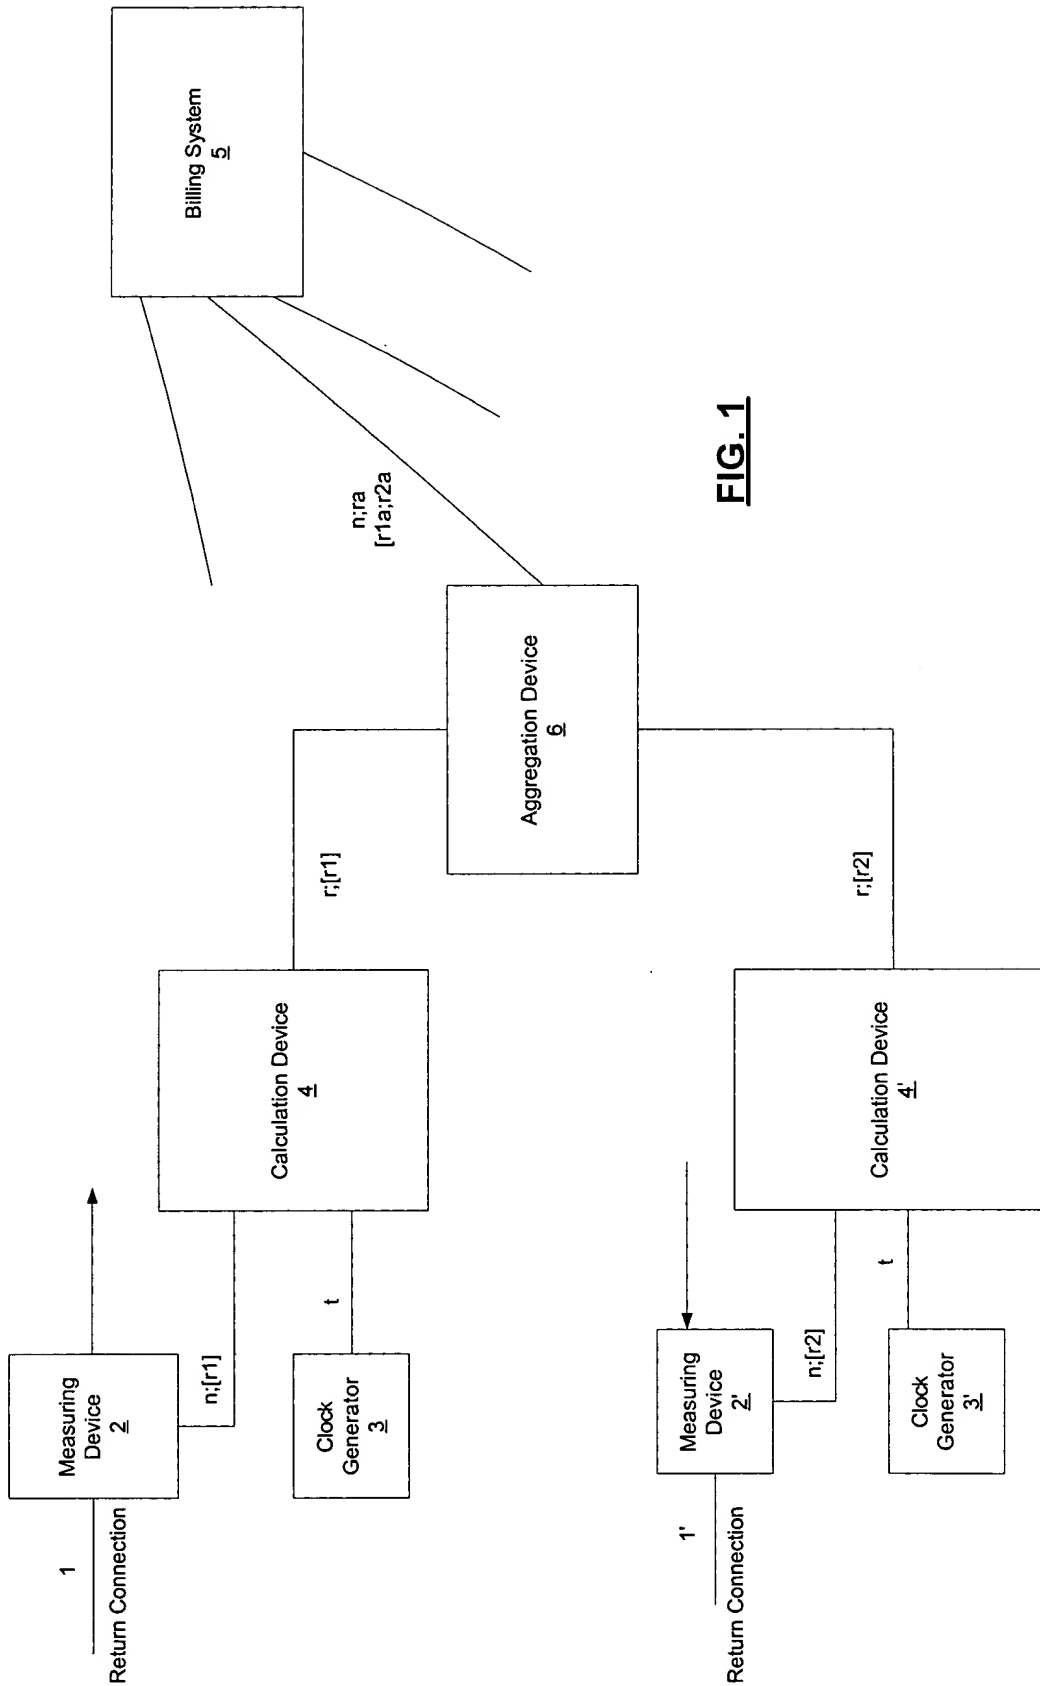 1
Return Connection
Measuring
Device
2
n;[r1]
Clock
Generator
3
t
Calculation Device
4
r;[r1]
1'
Return Connection
Measuring
Device
2'
n;[r2]
Clock
Generator
3'
t
Calculation Device
4'
r;[r2]
Aggregation Device
6
n;ra
[r1a;r2a
Billing System
5
FIG. 1